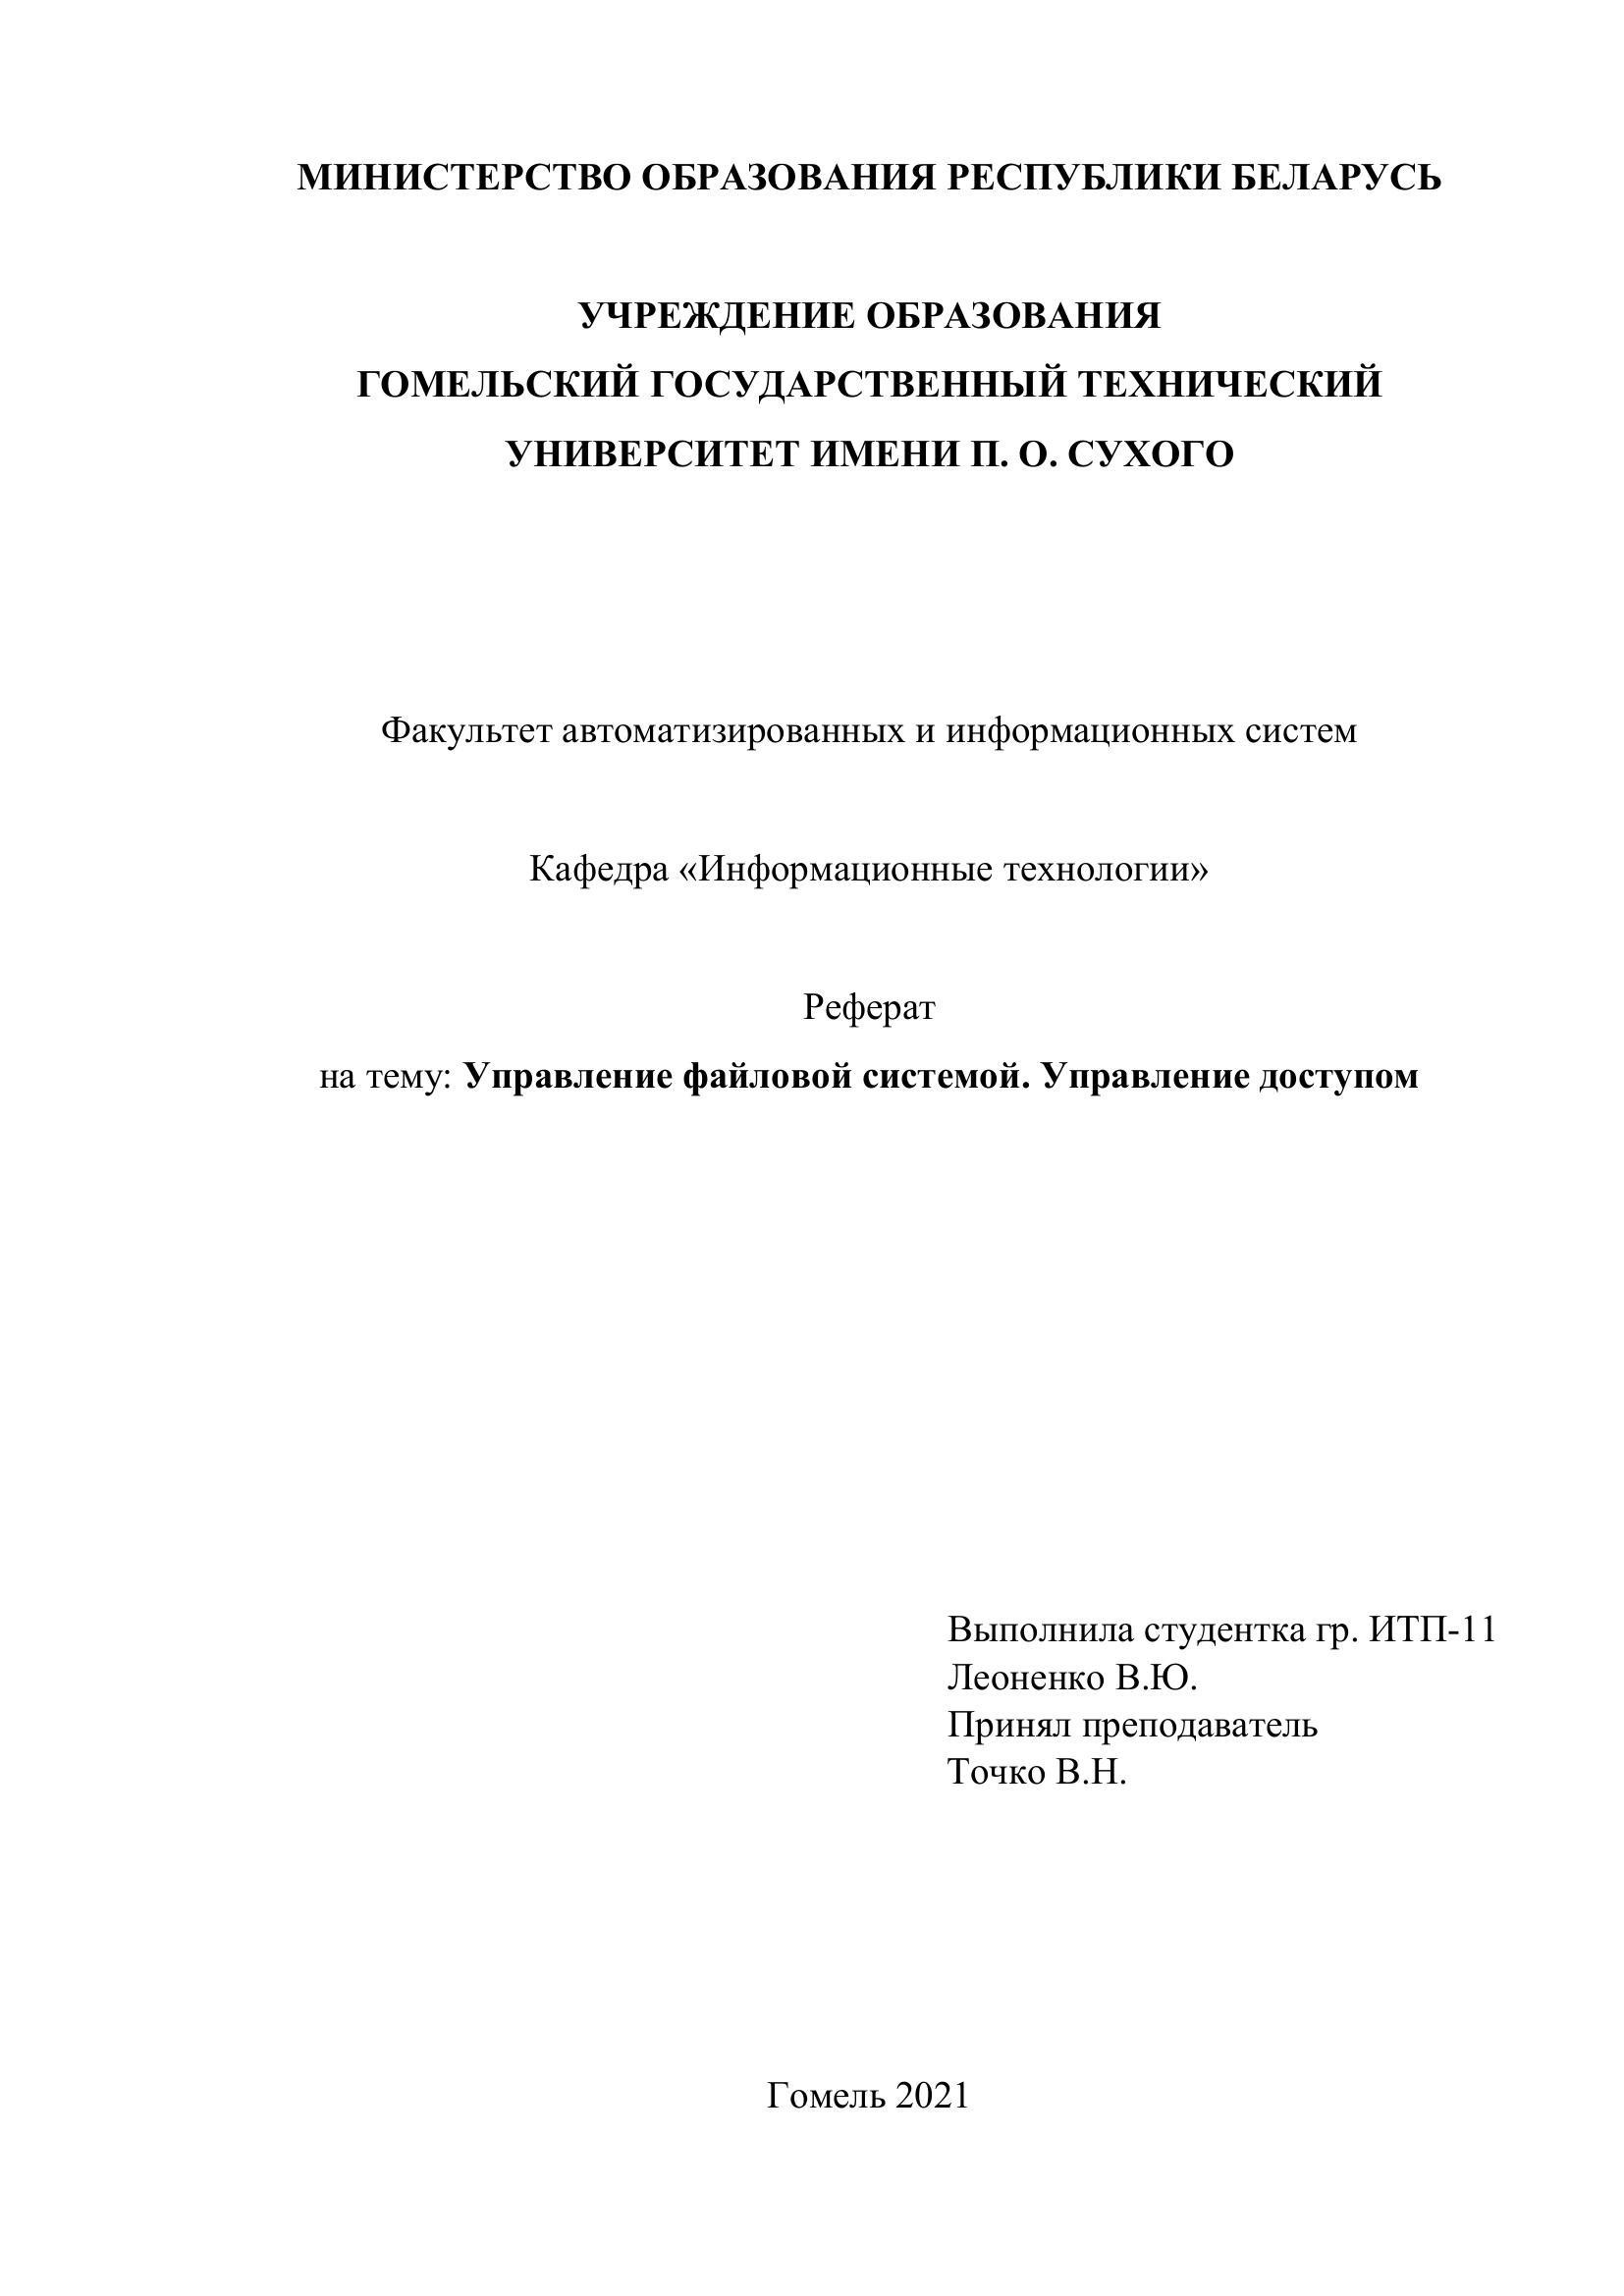 МИНИСТЕРСТВО ОБРАЗОВАНИЯ РЕСПУБЛИКИ БЕЛАРУСЬ
УЧРЕЖДЕНИЕ ОБРАЗОВАНИЯ
ГОМЕЛЬСКИЙ ГОСУДАРСТВЕННЫЙ ТЕХНИЧЕСКИЙ
УНИВЕРСИТЕТ ИМЕНИ П. О. СУХОГО
Факультет автоматизированных и информационных систем
Кафедра «Информационные технологии»
Реферат
на тему: Управление файловой системой. Управление доступом
Выполнила студентка гр. ИТП-11
Леоненко В.Ю.
Принял преподаватель
Точко В.Н.
Гомель 2021